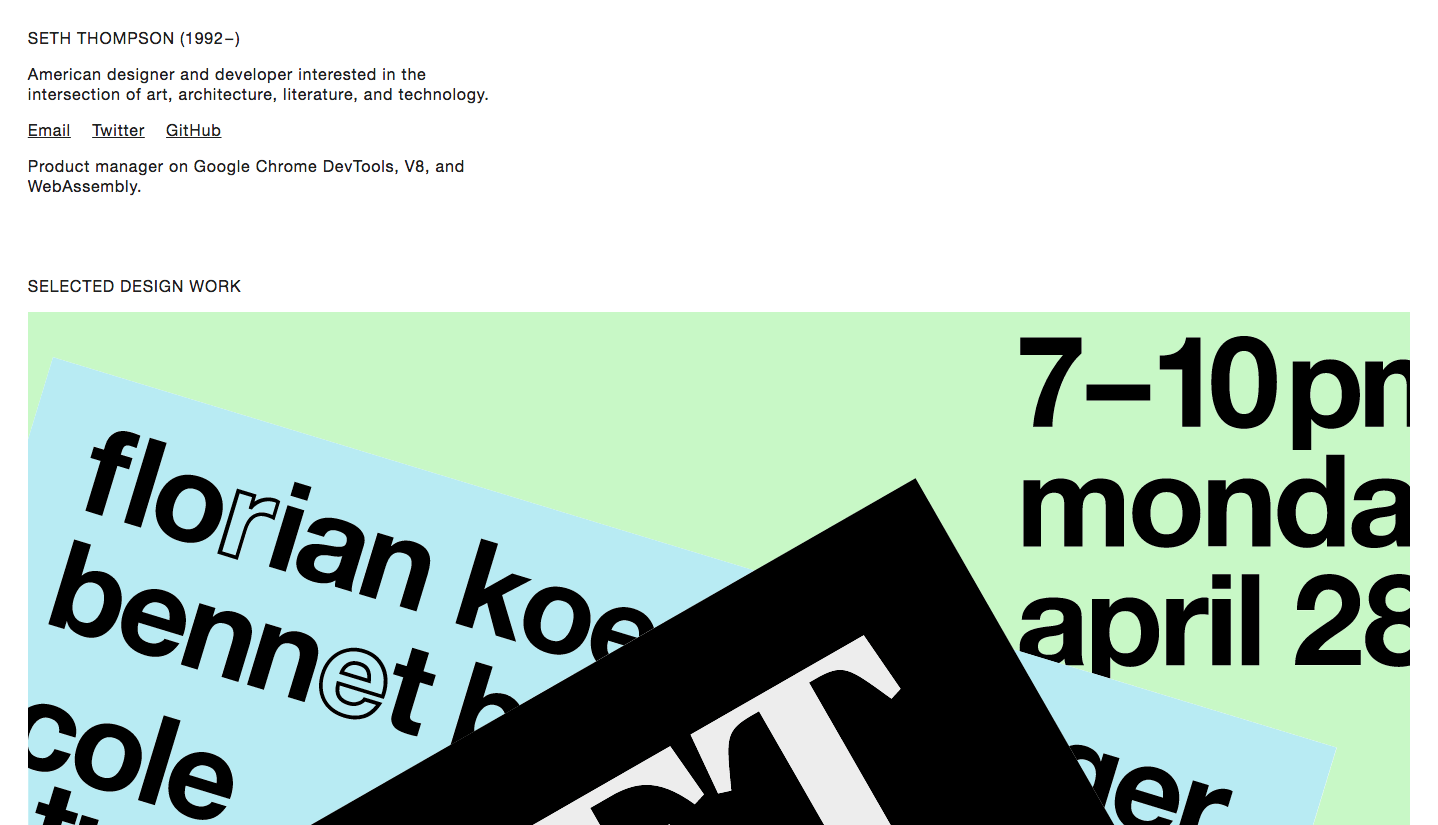 SETH THOMPSON (1992–)
American designer and developer interested in the
intersection of art, architecture, literature, and technology.
Email Twitter GitHub
Product manager on Google Chrome DevTools, V8, and
WebAssembly.
SELECTED DESIGN WORK
7–10pm
monda
april 28
florian koe
bennet b
cole
T
ger